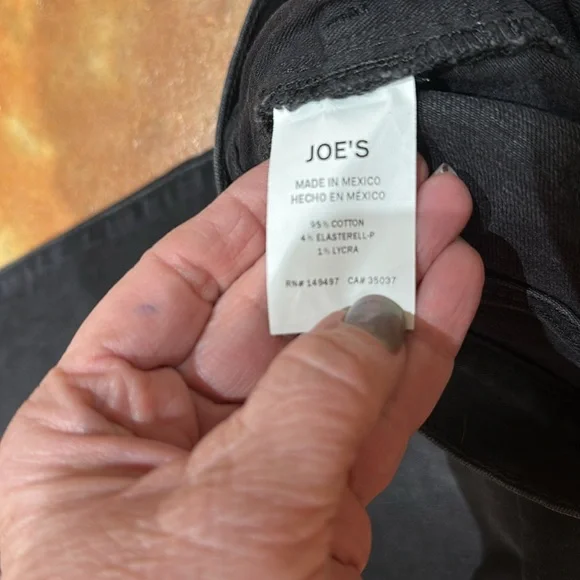 JOE'S
MADE IN MEXICO
HECHO EN MÉXICO
95% COTTON
4% ELASTERELL-P
1% LYCRA
RN# 149497 CA# 35037